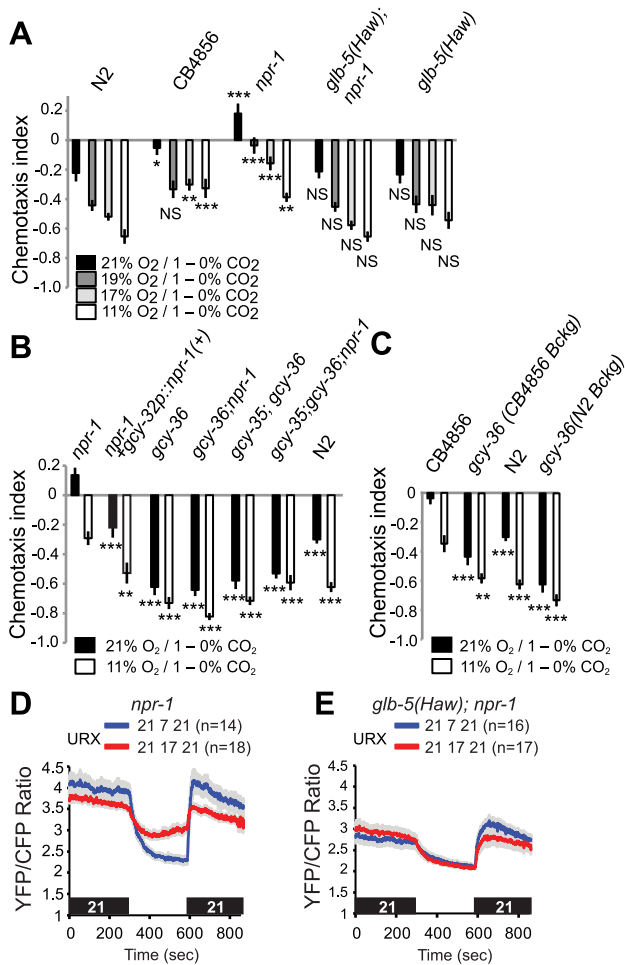 A
N2
CB4856
npr-1
glb-5(Haw);
npr-1
glb-5(Haw)
***
0.2
0
-0.2
-0.4
-0.6
-0.8
-1.0
Chemotaxis index
*
NS
**
***
***
***
**
NS
NS
NS
NS
NS
NS
NS
NS
21% O2 / 1 – 0% CO2
19% O2 / 1 – 0% CO2
17% O2 / 1 – 0% CO2
11% O2 / 1 – 0% CO2
B
npr-1
npr-1
+gcy-32p::npr-1(+)
gcy-36
gcy-36;npr-1
gcy-35; gcy-36
gcy-35;gcy-36;npr-1
N2
0.2
0
-0.2
-0.4
-0.6
-0.8
-1.0
Chemotaxis index
***
**
***
***
***
***
***
***
***
***
***
***
21% O2 / 1 – 0% CO2
11% O2 / 1 – 0% CO2
C
CB4856
gcy-36 (CB4856 Bckg)
N2
gcy-36(N2 Bckg)
0
-0.2
-0.4
-0.6
-0.8
-1.0
Chemotaxis index
***
**
***
***
***
***
21% O2 / 1 – 0% CO2
11% O2 / 1 – 0% CO2
D
npr-1
URX
21 7 21 (n=14)
21 17 21 (n=18)
YFP/CFP Ratio
4.5
4
3.5
3
2.5
2
1.5
1
21
21
0
200
400
600
800
Time (sec)
E
glb-5(Haw); npr-1
URX
21 7 21 (n=16)
21 17 21 (n=17)
YFP/CFP Ratio
4.5
4
3.5
3
2.5
2
1.5
1
21
21
0
200
400
600
800
Time (sec)